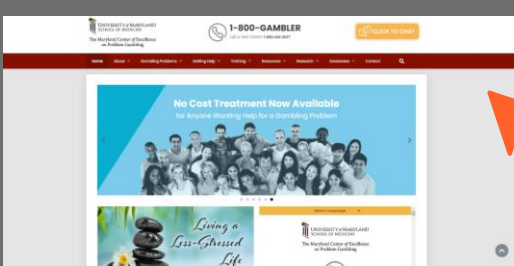 UNIVERSITY of MARYLAND
SCHOOL OF MEDICINE
The Maryland Center of Excellence
on Problem Gambling
1-800-GAMBLER
CLICK TO CHAT
Home About Gambling Problems Getting Help Training Resources Research Awareness Contact
No Cost Treatment Now Available
for Anyone Wanting Help for a Gambling Problem
Living a
Less-Stressed
Life
Select Language
UNIVERSITY of MARYLAND
SCHOOL OF MEDICINE
The Maryland Center of Excellence
on Problem Gambling